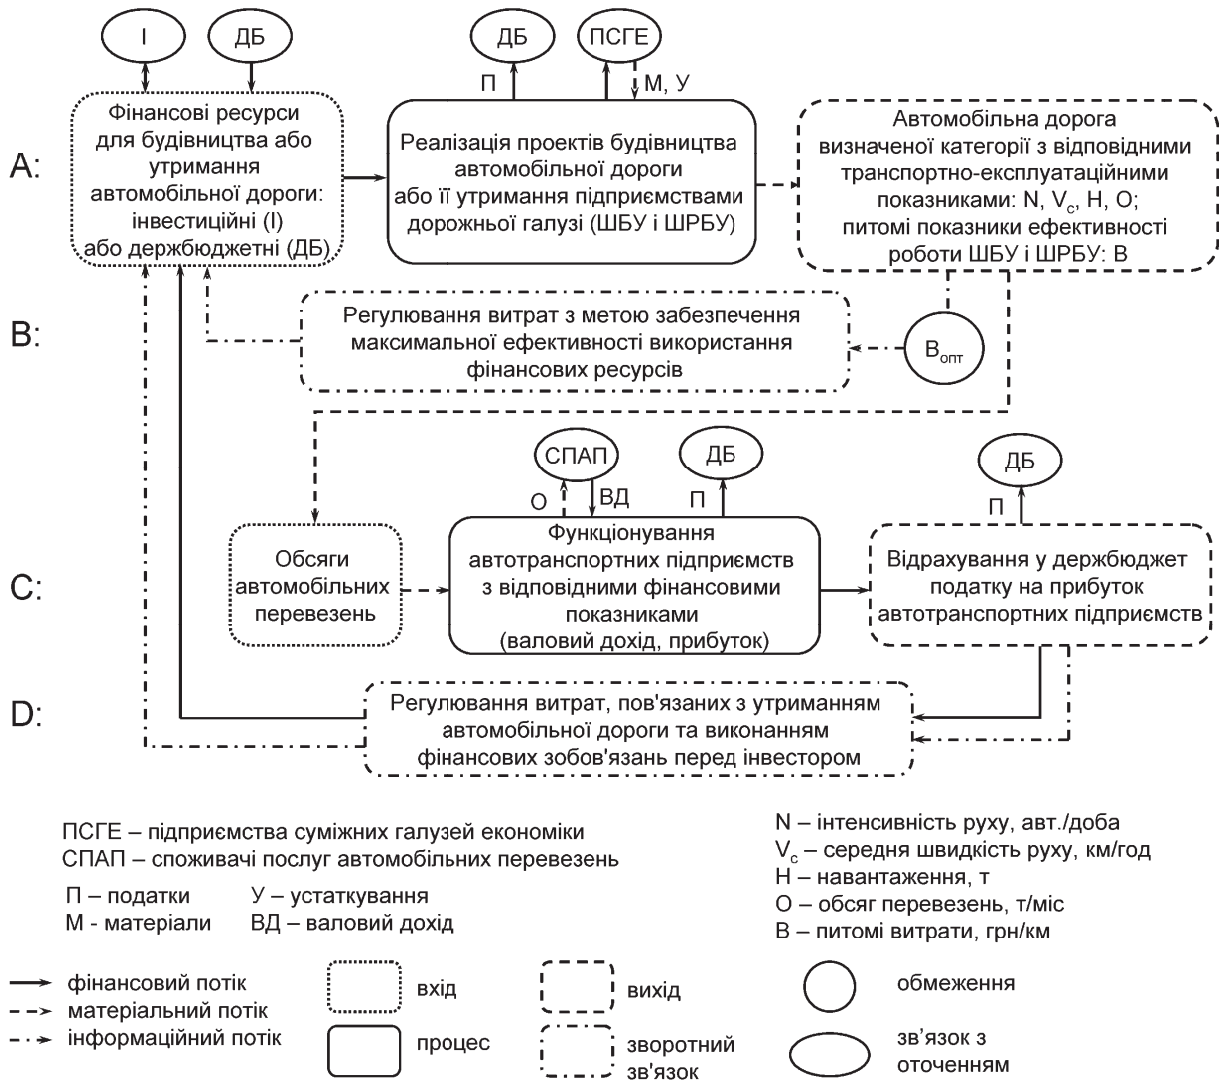 І
ДБ
ДБ
ПСГЕ
П
М, У
А:
Фінансові ресурси
для будівництва або
утримання
автомобільної дороги:
інвестиційні (І)
або держбюджетні (ДБ)
Реалізація проектів будівництва
автомобільної дороги
або її утримання підприємствами
дорожньої галузі (ШБУ і ШРБУ)
Автомобільна дорога
визначеної категорії з відповідними
транспортно-експлуатаційними
показниками: N, Vс, Н, О;
питомі показники ефективності
роботи ШБУ і ШРБУ: В
В:
Регулювання витрат з метою забезпечення
максимальної ефективності використання
фінансових ресурсів
Вопт
СПАП
ДБ
ДБ
О
ВД
П
П
С:
Обсяги
автомобільних
перевезень
Функціонування
автотранспортних підприємств
з відповідними фінансовими
показниками
(валовий дохід, прибуток)
Відрахування у держбюджет
податку на прибуток
автотранспортних підприємств
D:
Регулювання витрат, пов'язаних з утриманням
автомобільної дороги та виконанням
фінансових зобов'язань перед інвестором
ПСГЕ – підприємства суміжних галузей економіки
СПАП – споживачі послуг автомобільних перевезень
П – податки
У – устаткування
М - матеріали
ВД – валовий дохід
N – інтенсивність руху, авт./доба
Vс – середня швидкість руху, км/год
Н – навантаження, т
О – обсяг перевезень, т/міс
В – питомі витрати, грн/км
фінансовий потік
матеріальний потік
інформаційний потік
вхід
процес
вихід
зворотний
зв'язок
обмеження
зв’язок з
оточенням